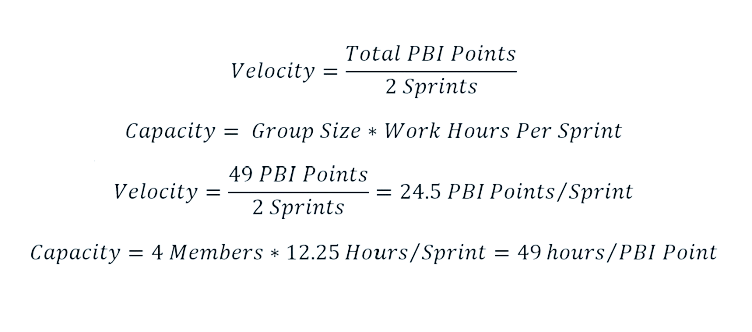 Velocity = Total PBI Points / 2 Sprints
Capacity = Group Size * Work Hours Per Sprint
Velocity = 49 PBI Points / 2 Sprints = 24.5 PBI Points/Sprint
Capacity = 4 Members * 12.25 Hours/Sprint = 49 hours/PBI Point